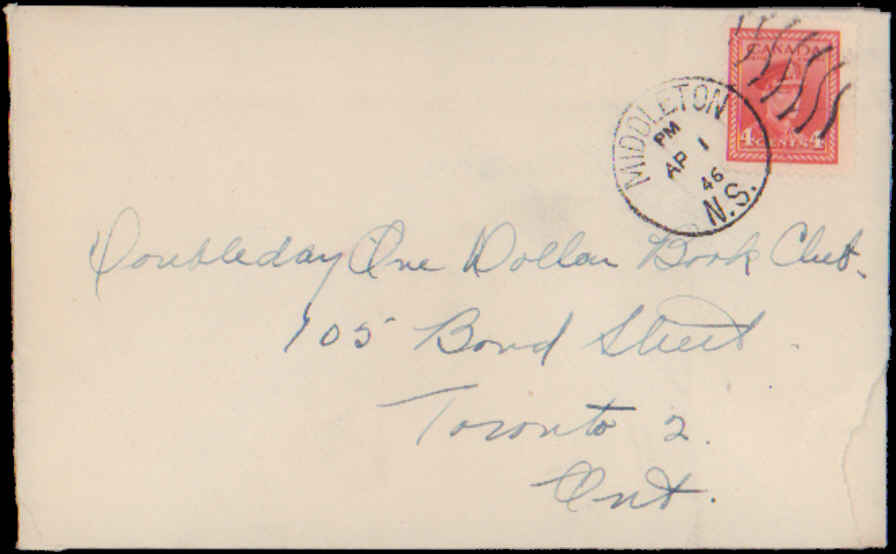 CANADA
4 CENTS 4
MIDDLETON
PM
AP 1
46
N.S.
Doubleday One Dollar Book Club.
105 Bond Street.
Toronto 2.
Ont.